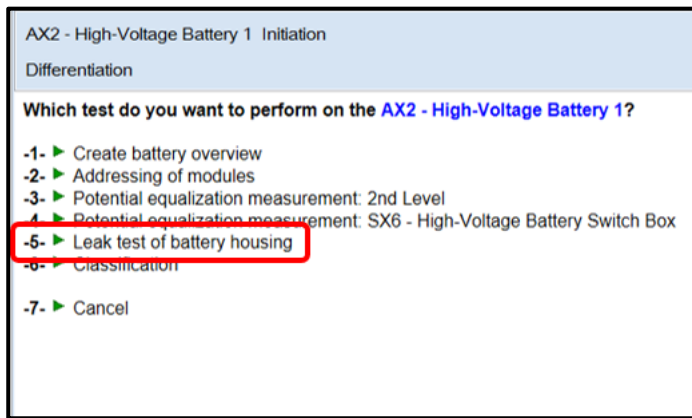 AX2 - High-Voltage Battery 1 Initiation
Differentiation
Which test do you want to perform on the AX2 - High-Voltage Battery 1?
-1- Create battery overview
-2- Addressing of modules
-3- Potential equalization measurement: 2nd Level
-4- Potential equalization measurement: SX6 - High-Voltage Battery Switch Box
-5- Leak test of battery housing
-6- Classification
-7- Cancel